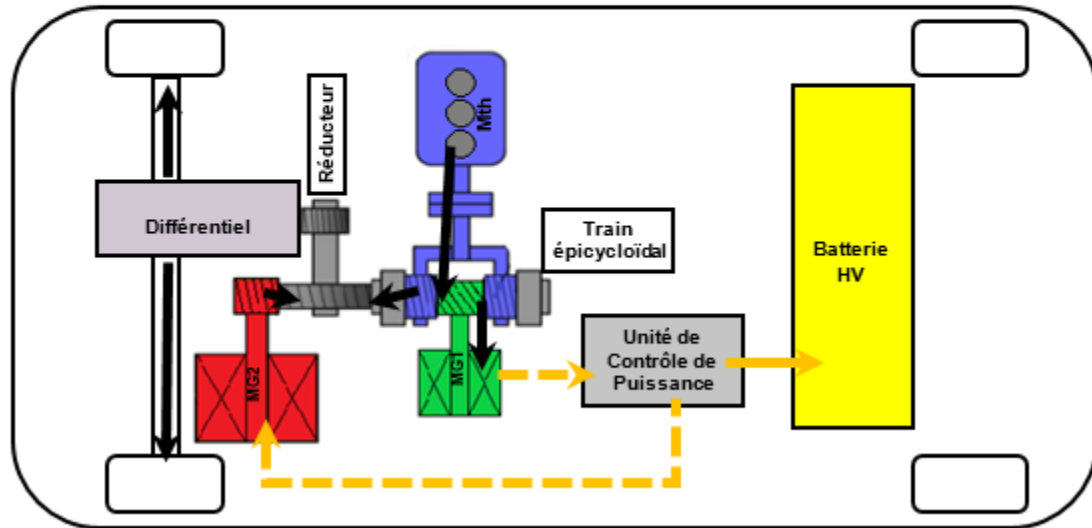 Réducteur
Mth
Différentiel
Train
épicycloïdal
Batterie
HV
Unité de
Contrôle de
Puissance
MG1
MG2